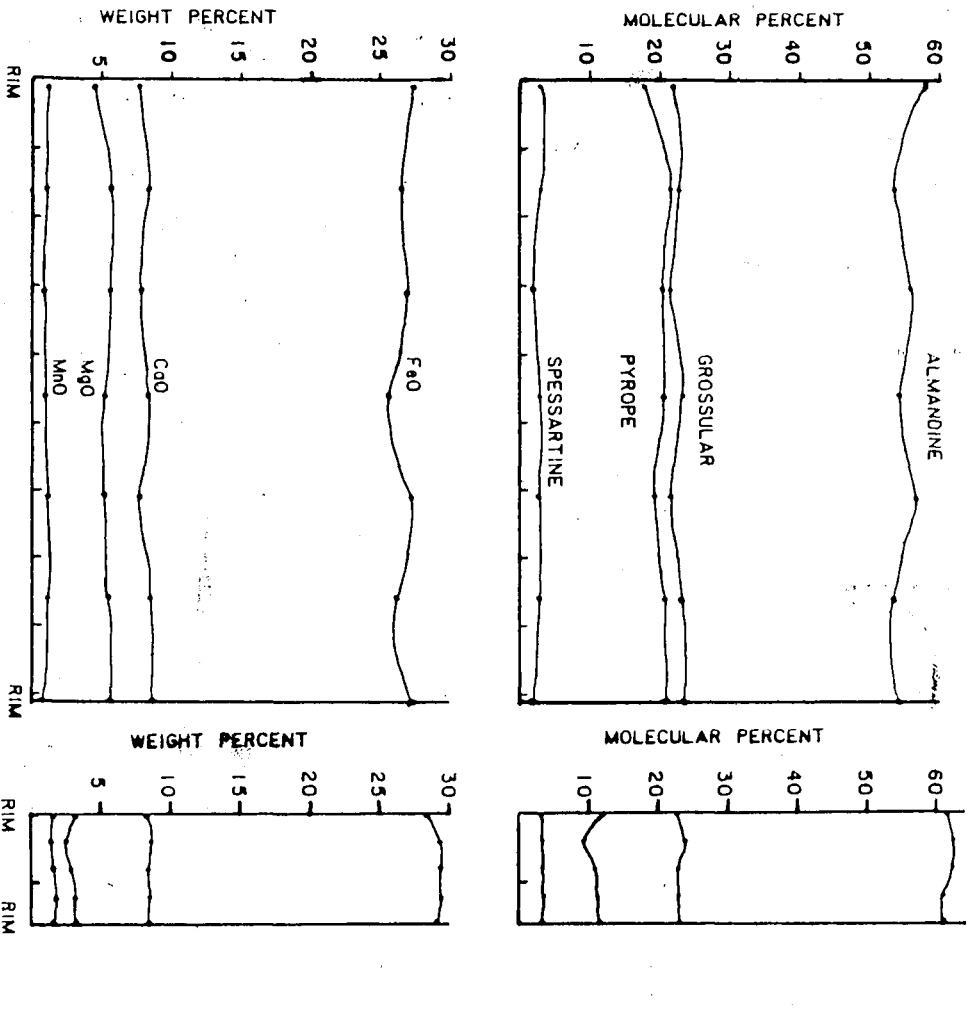 WEIGHT PERCENT
5 10 15 20 25 30
RIM
FeO
CaO
MgO
MnO
RIM
MOLECULAR PERCENT
10 20 30 40 50 60
ALMANDINE
GROSSULAR
PYROPE
SPESSARTINE
WEIGHT PERCENT
5 10 15 20 25 30
RIM
RIM
MOLECULAR PERCENT
10 20 30 40 50 60